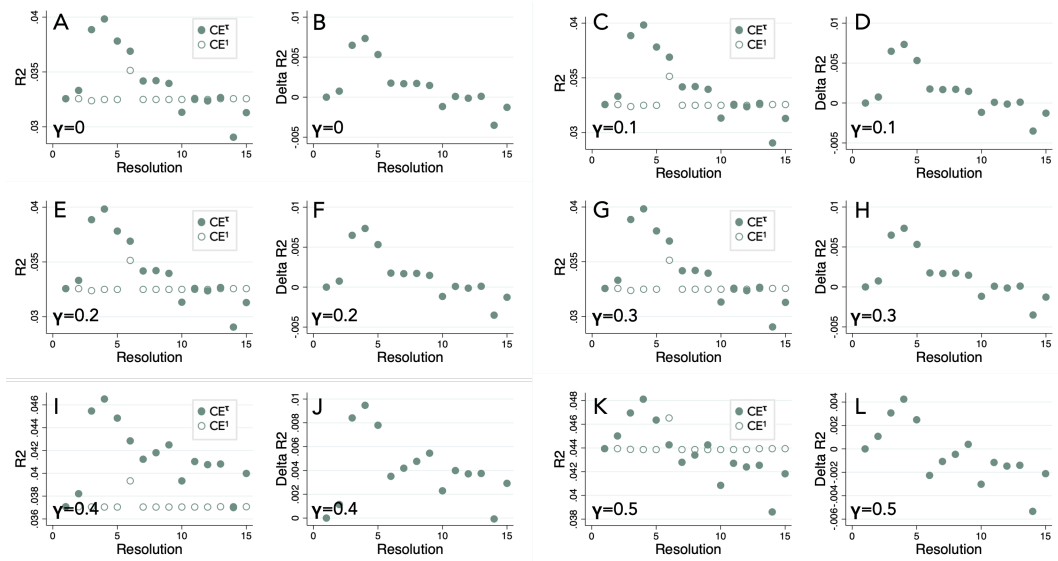 A
.04
.035
.03
R2
CEτ
CE1
γ=0
0
5
10
15
Resolution
B
.01
.005
0
-.005
Delta R2
γ=0
0
5
10
15
Resolution
C
.04
.035
.03
R2
CEτ
CE1
γ=0.1
0
5
10
15
Resolution
D
.01
.005
0
-.005
Delta R2
γ=0.1
0
5
10
15
Resolution
E
.04
.035
.03
R2
CEτ
CE1
γ=0.2
0
5
10
15
Resolution
F
.01
.005
0
-.005
Delta R2
γ=0.2
0
5
10
15
Resolution
G
.04
.035
.03
R2
CEτ
CE1
γ=0.3
0
5
10
15
Resolution
H
.01
.005
0
-.005
Delta R2
γ=0.3
0
5
10
15
Resolution
I
.046
.044
.042
.04
.038
.036
R2
CEτ
CE1
γ=0.4
0
5
10
15
Resolution
J
.01
.008
.006
.004
.002
0
Delta R2
γ=0.4
0
5
10
15
Resolution
K
.048
.046
.044
.042
.04
.038
R2
CEτ
CE1
γ=0.5
0
5
10
15
Resolution
L
.004
.002
0
-.002
-.004
-.006
Delta R2
γ=0.5
0
5
10
15
Resolution